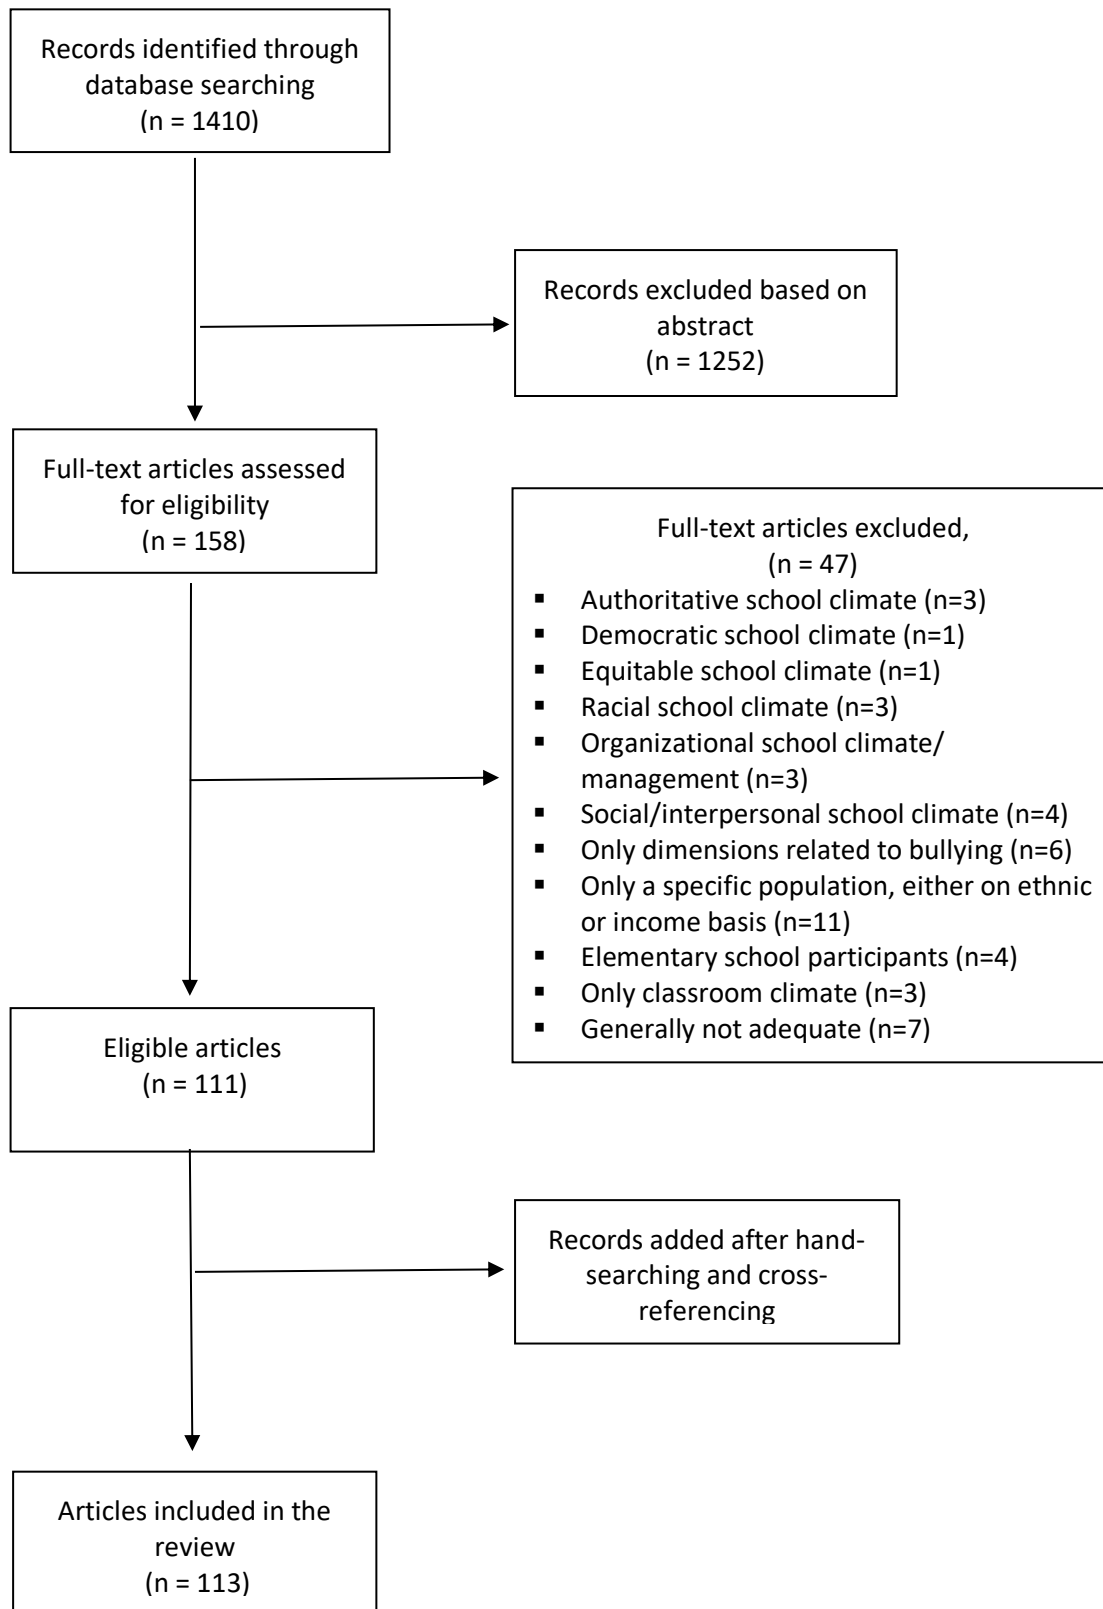 Records identified through
database searching
(n = 1410)
Records excluded based on
abstract
(n = 1252)
Full-text articles assessed
for eligibility
(n = 158)
Full-text articles excluded,
(n = 47)
▪ Authoritative school climate (n=3)
▪ Democratic school climate (n=1)
▪ Equitable school climate (n=1)
▪ Racial school climate (n=3)
▪ Organizational school climate/
management (n=3)
▪ Social/interpersonal school climate (n=4)
▪ Only dimensions related to bullying (n=6)
▪ Only a specific population, either on ethnic
or income basis (n=11)
▪ Elementary school participants (n=4)
▪ Only classroom climate (n=3)
▪ Generally not adequate (n=7)
Eligible articles
(n = 111)
Records added after hand-
searching and cross-
referencing
Articles included in the
review
(n = 113)